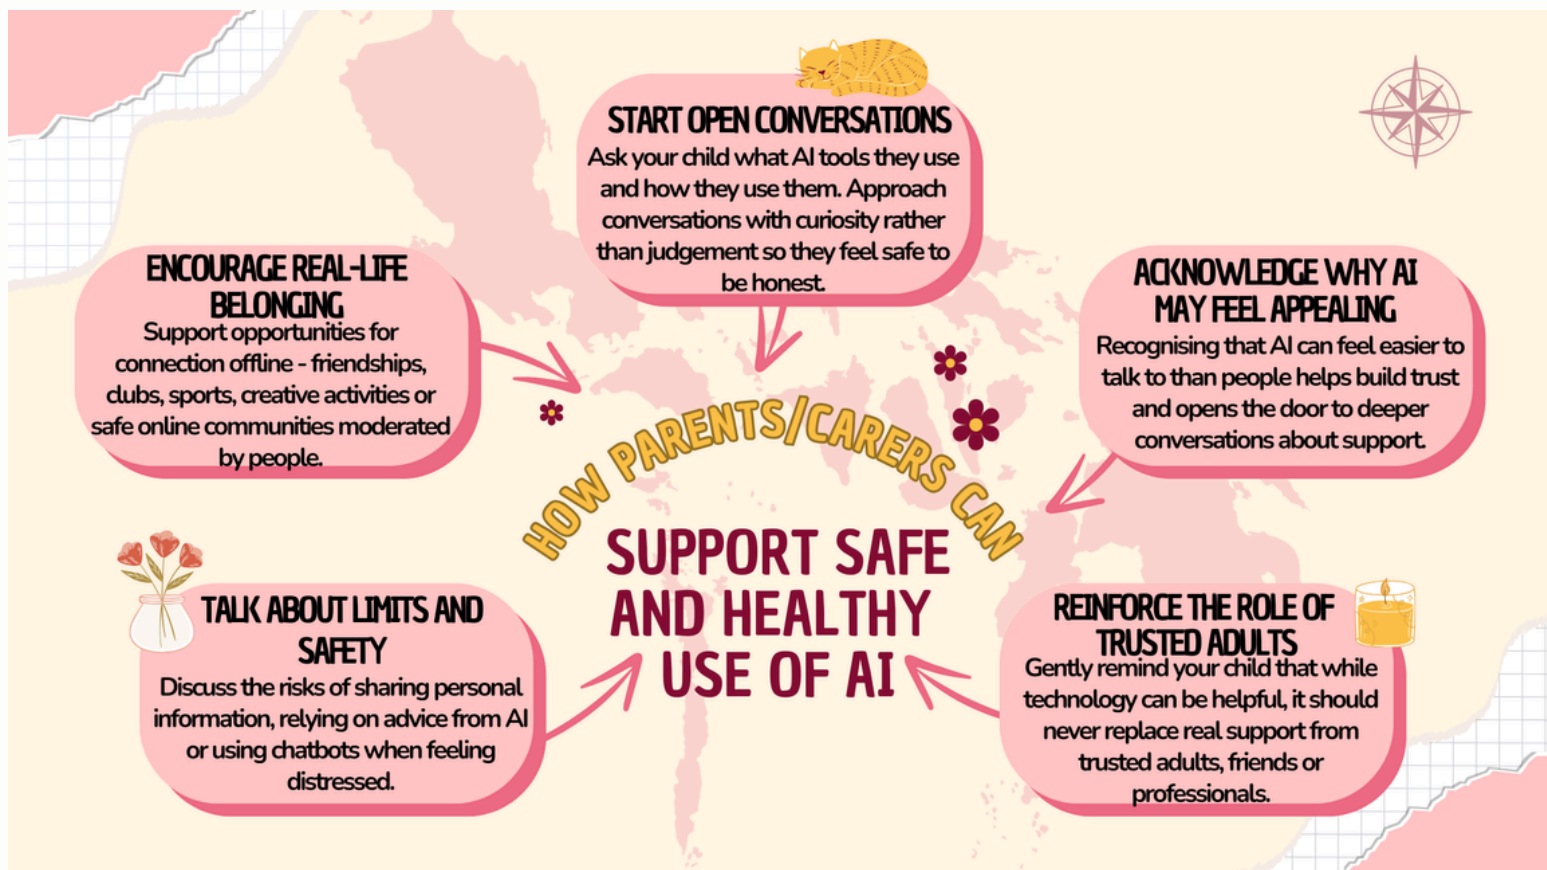 START OPEN CONVERSATIONS
Ask your child what AI tools they use
and how they use them. Approach
conversations with curiosity rather
than judgement so they feel safe to
be honest.
ENCOURAGE REAL-LIFE
BELONGING
Support opportunities for
connection offline - friendships,
clubs, sports, creative activities or
safe online communities moderated
by people.
ACKNOWLEDGE WHY AI
MAY FEEL APPEALING
Recognising that AI can feel easier to
talk to than people helps build trust
and opens the door to deeper
conversations about support.
HOW PARENTS/CARERS CAN
SUPPORT SAFE
AND HEALTHY
USE OF AI
TALK ABOUT LIMITS AND
SAFETY
Discuss the risks of sharing personal
information, relying on advice from AI
or using chatbots when feeling
distressed.
REINFORCE THE ROLE OF
TRUSTED ADULTS
Gently remind your child that while
technology can be helpful, it should
never replace real support from
trusted adults, friends or
professionals.